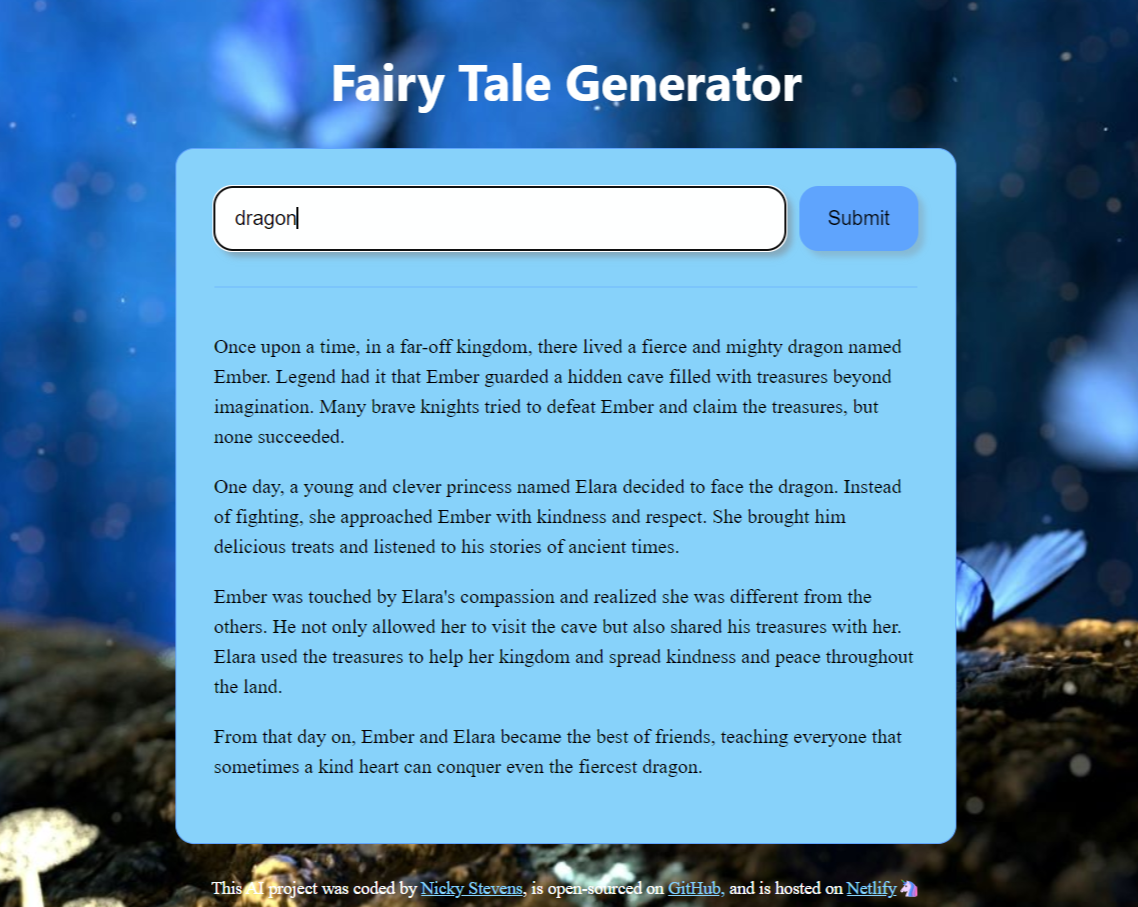 Fairy Tale Generator
dragon
Submit
Once upon a time, in a far-off kingdom, there lived a fierce and mighty dragon named
Ember. Legend had it that Ember guarded a hidden cave filled with treasures beyond
imagination. Many brave knights tried to defeat Ember and claim the treasures, but
none succeeded.
One day, a young and clever princess named Elara decided to face the dragon. Instead
of fighting, she approached Ember with kindness and respect. She brought him
delicious treats and listened to his stories of ancient times.
Ember was touched by Elara's compassion and realized she was different from the
others. He not only allowed her to visit the cave but also shared his treasures with her.
Elara used the treasures to help her kingdom and spread kindness and peace throughout
the land.
From that day on, Ember and Elara became the best of friends, teaching everyone that
sometimes a kind heart can conquer even the fiercest dragon.
This AI project was coded by Nicky Stevens, is open-sourced on GitHub, and is hosted on Netlify 🦄